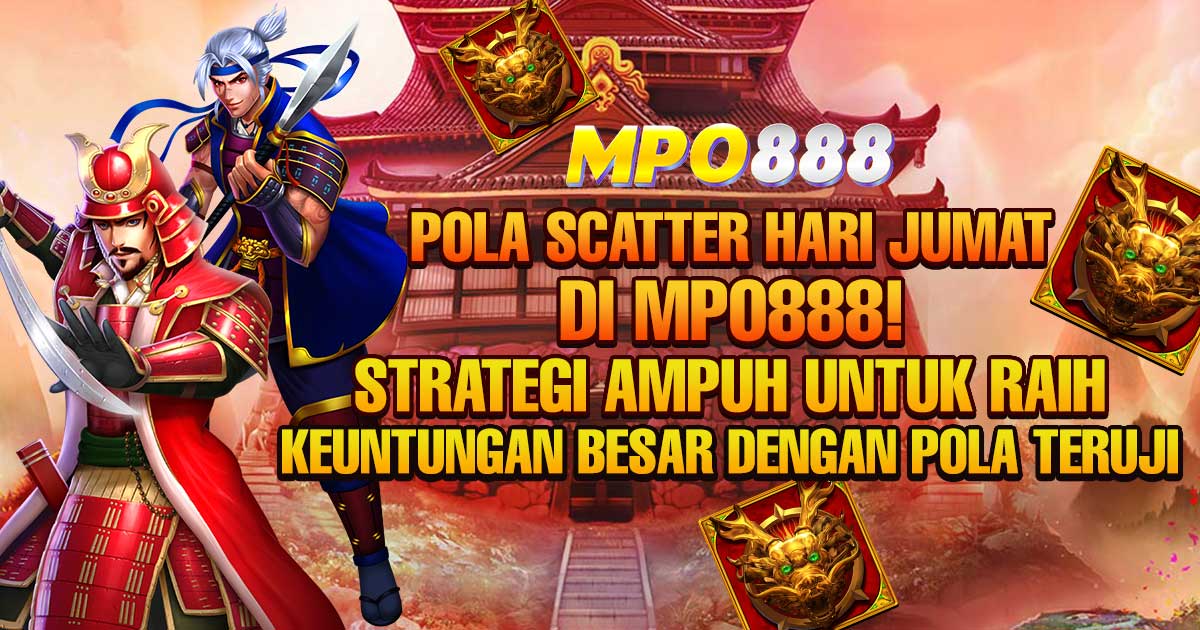 MPO888
POLA SCATTER HARI JUMAT
DI MPO888!
STRATEGI AMPUH UNTUK RAIH
KEUNTUNGAN BESAR DENGAN POLA TERUJI